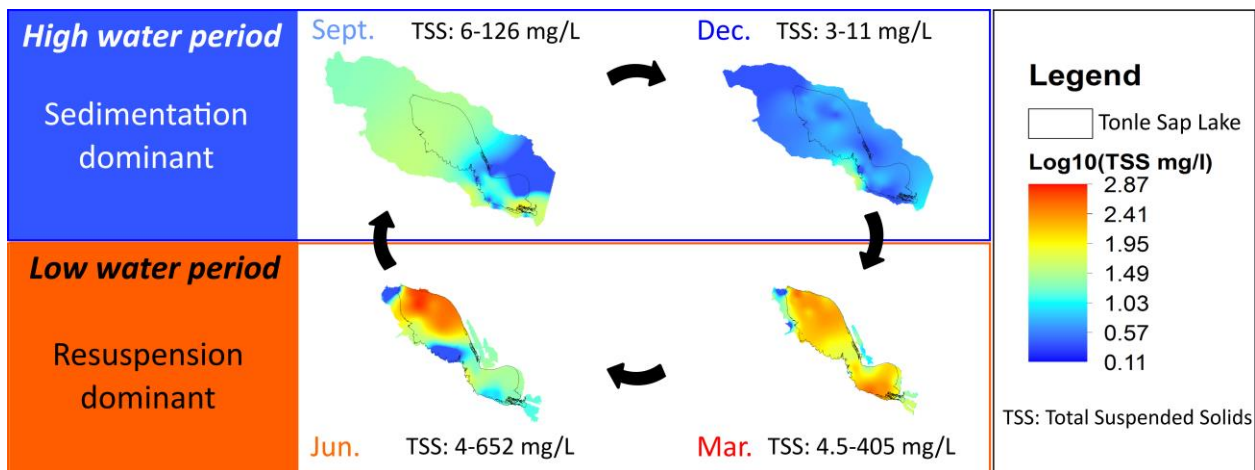 High water period
Sedimentation
dominant
Sept.
TSS: 6-126 mg/L
Dec.
TSS: 3-11 mg/L
Low water period
Resuspension
dominant
Jun.
TSS: 4-652 mg/L
Mar.
TSS: 4.5-405 mg/L
Legend
Tonle Sap Lake
Log10(TSS mg/l)
2.87
2.41
1.95
1.49
1.03
0.57
0.11
TSS: Total Suspended Solids